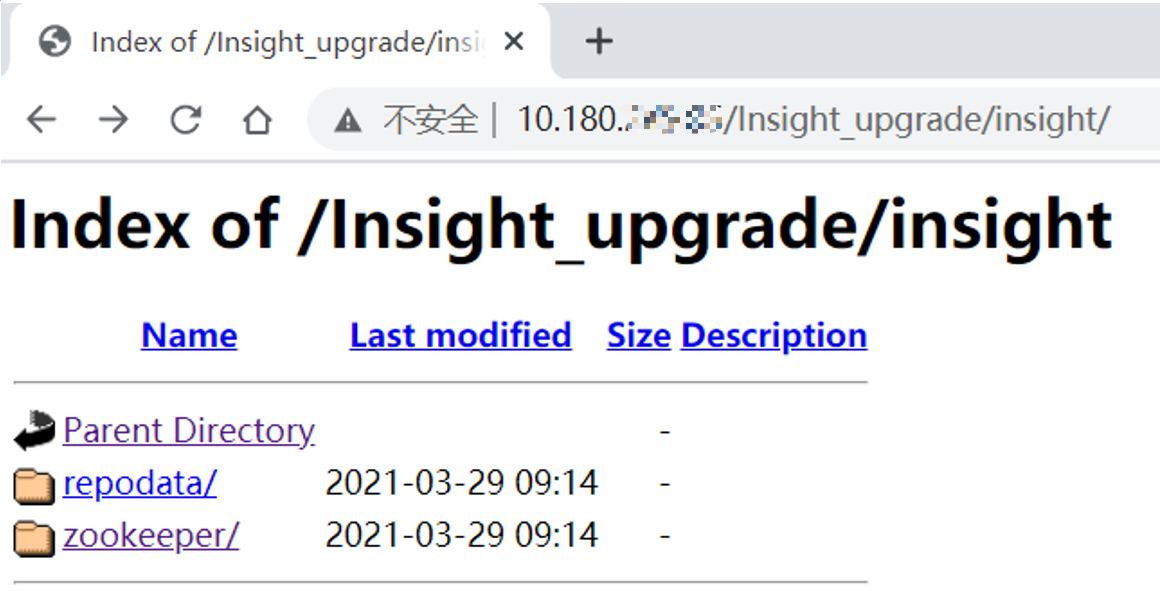 Index of /Insight_upgrade/insi
不安全 | 10.180. /Insight_upgrade/insight/
Index of /Insight_upgrade/insight
Name Last modified Size Description
Parent Directory -
repodata/ 2021-03-29 09:14 -
zookeeper/ 2021-03-29 09:14 -